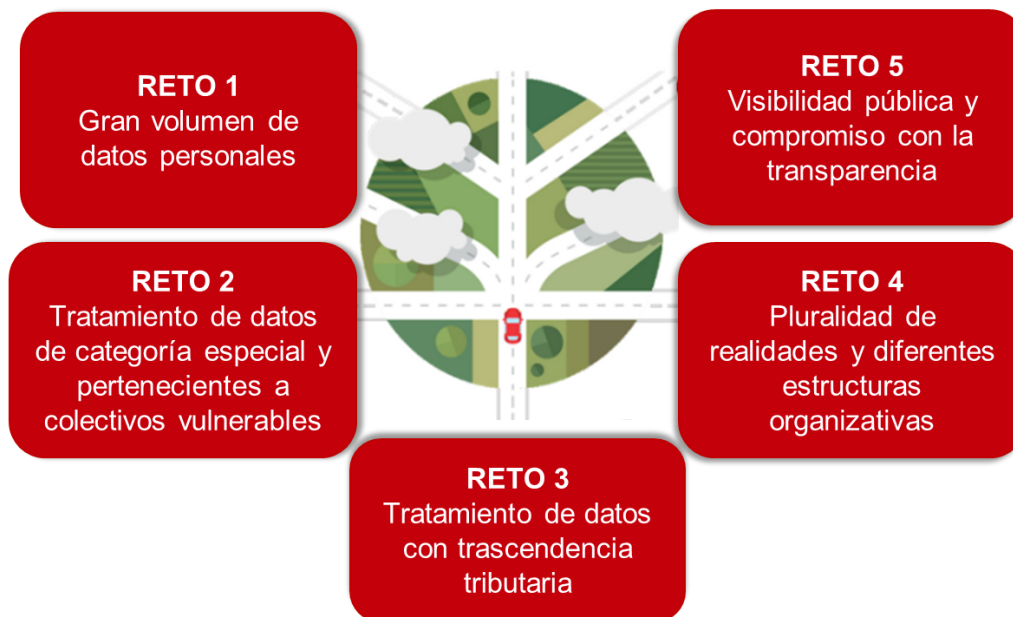 RETO 1
Gran volumen de
datos personales
RETO 2
Tratamiento de datos
de categoría especial y
pertenecientes a
colectivos vulnerables
RETO 3
Tratamiento de datos
con trascendencia
tributaria
RETO 4
Pluralidad de
realidades y diferentes
estructuras
organizativas
RETO 5
Visibilidad pública y
compromiso con la
transparencia